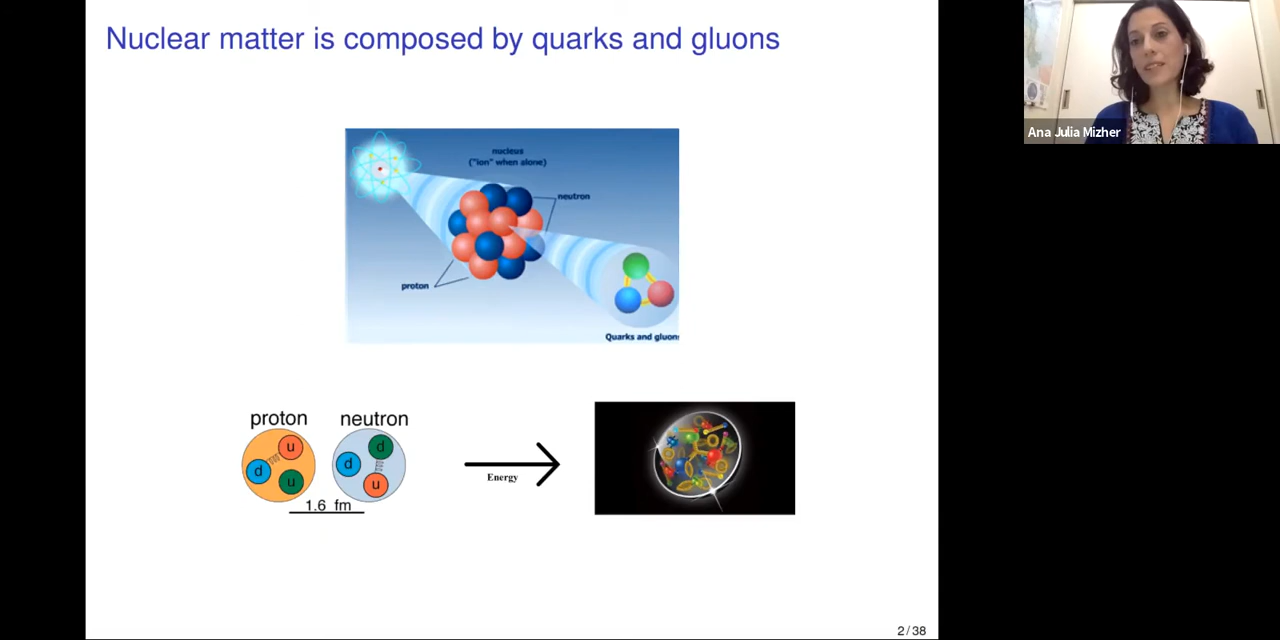 Nuclear matter is composed by quarks and gluons
Ana Julia Mizher
nucleus
("ion" when alone)
neutron
proton
Quarks and gluon
proton
neutron
u
d
u
d
d
u
1.6 fm
Energy
2 / 38